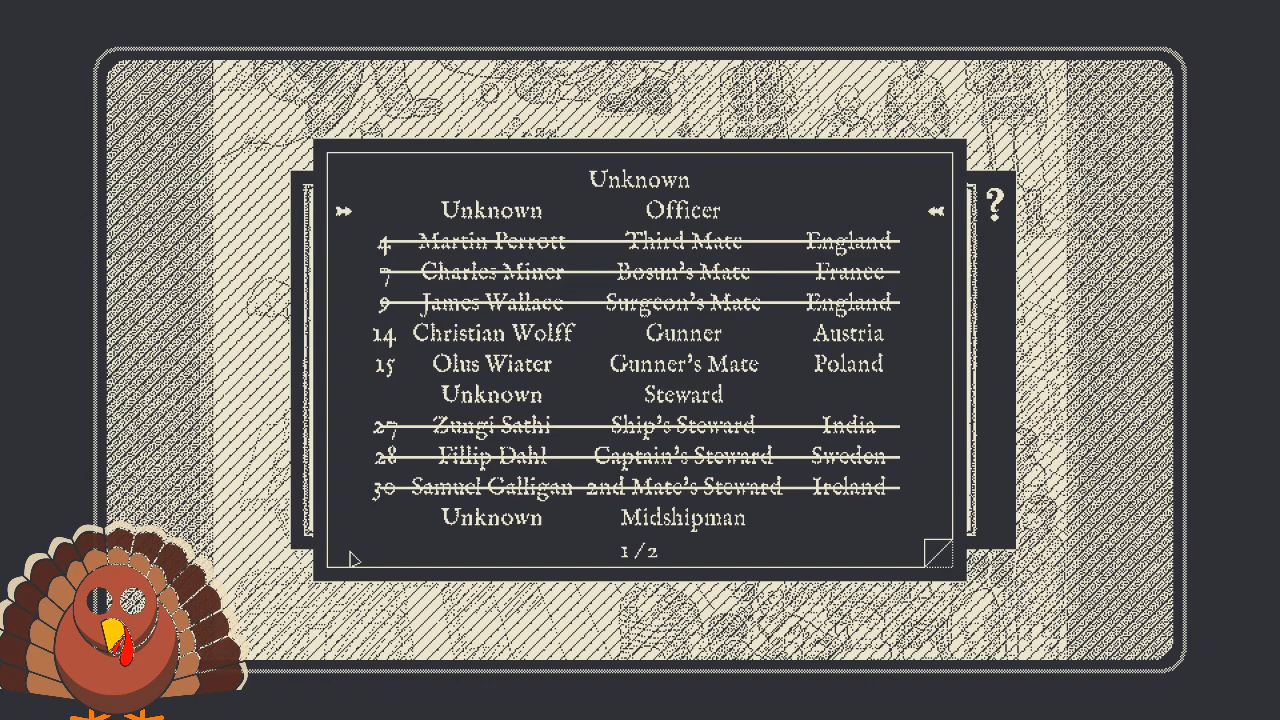 Unknown
Unknown Officer
4 Martin Perrott Third Mate England
7 Charles Miner Bosun's Mate France
9 James Wallace Surgeon's Mate England
14 Christian Wolff Gunner Austria
15 Olus Wiater Gunner's Mate Poland
Unknown Steward
27 Zungi Sathi Ship's Steward India
28 Fillip Dahl Captain's Steward Sweden
30 Samuel Galligan 2nd Mate's Steward Ireland
Unknown Midshipman
1/2
?